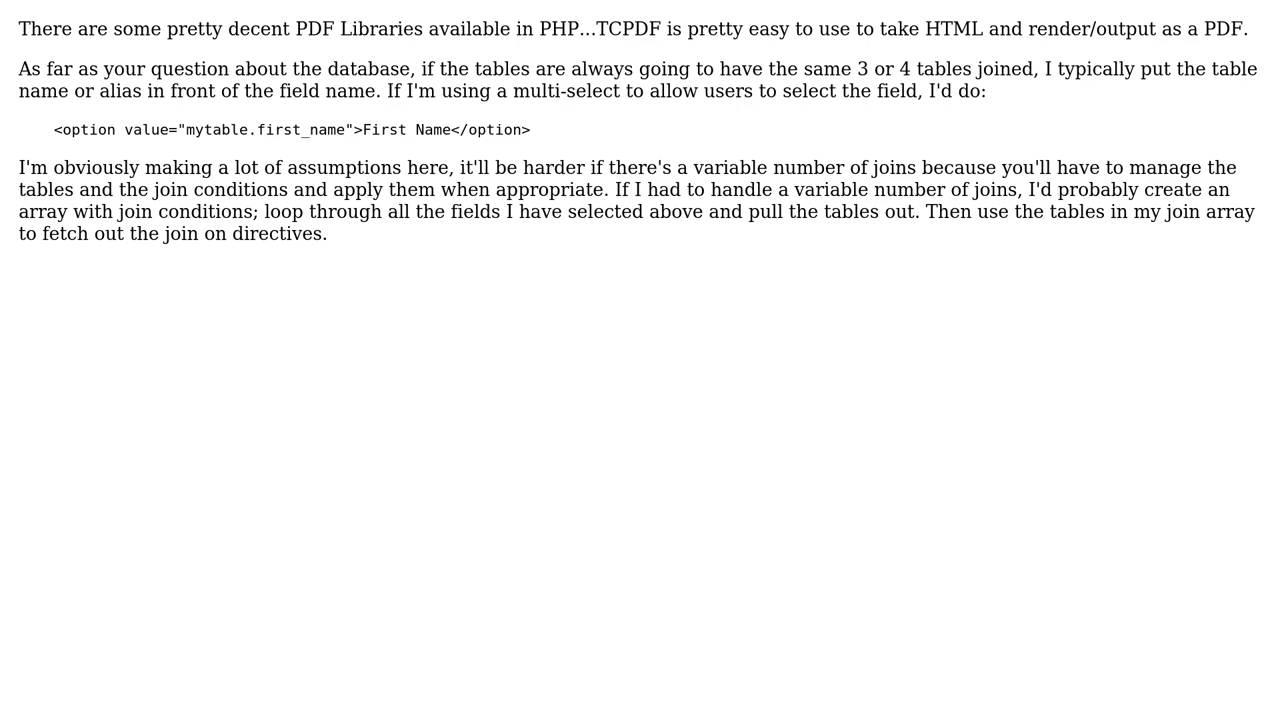 There are some pretty decent PDF Libraries available in PHP...TCPDF is pretty easy to use to take HTML and render/output as a PDF.
As far as your question about the database, if the tables are always going to have the same 3 or 4 tables joined, I typically put the table
name or alias in front of the field name. If I'm using a multi-select to allow users to select the field, I'd do:
<option value="mytable.first_name">First Name</option>
I'm obviously making a lot of assumptions here, it'll be harder if there's a variable number of joins because you'll have to manage the
tables and the join conditions and apply them when appropriate. If I had to handle a variable number of joins, I'd probably create an
array with join conditions; loop through all the fields I have selected above and pull the tables out. Then use the tables in my join array
to fetch out the join on directives.